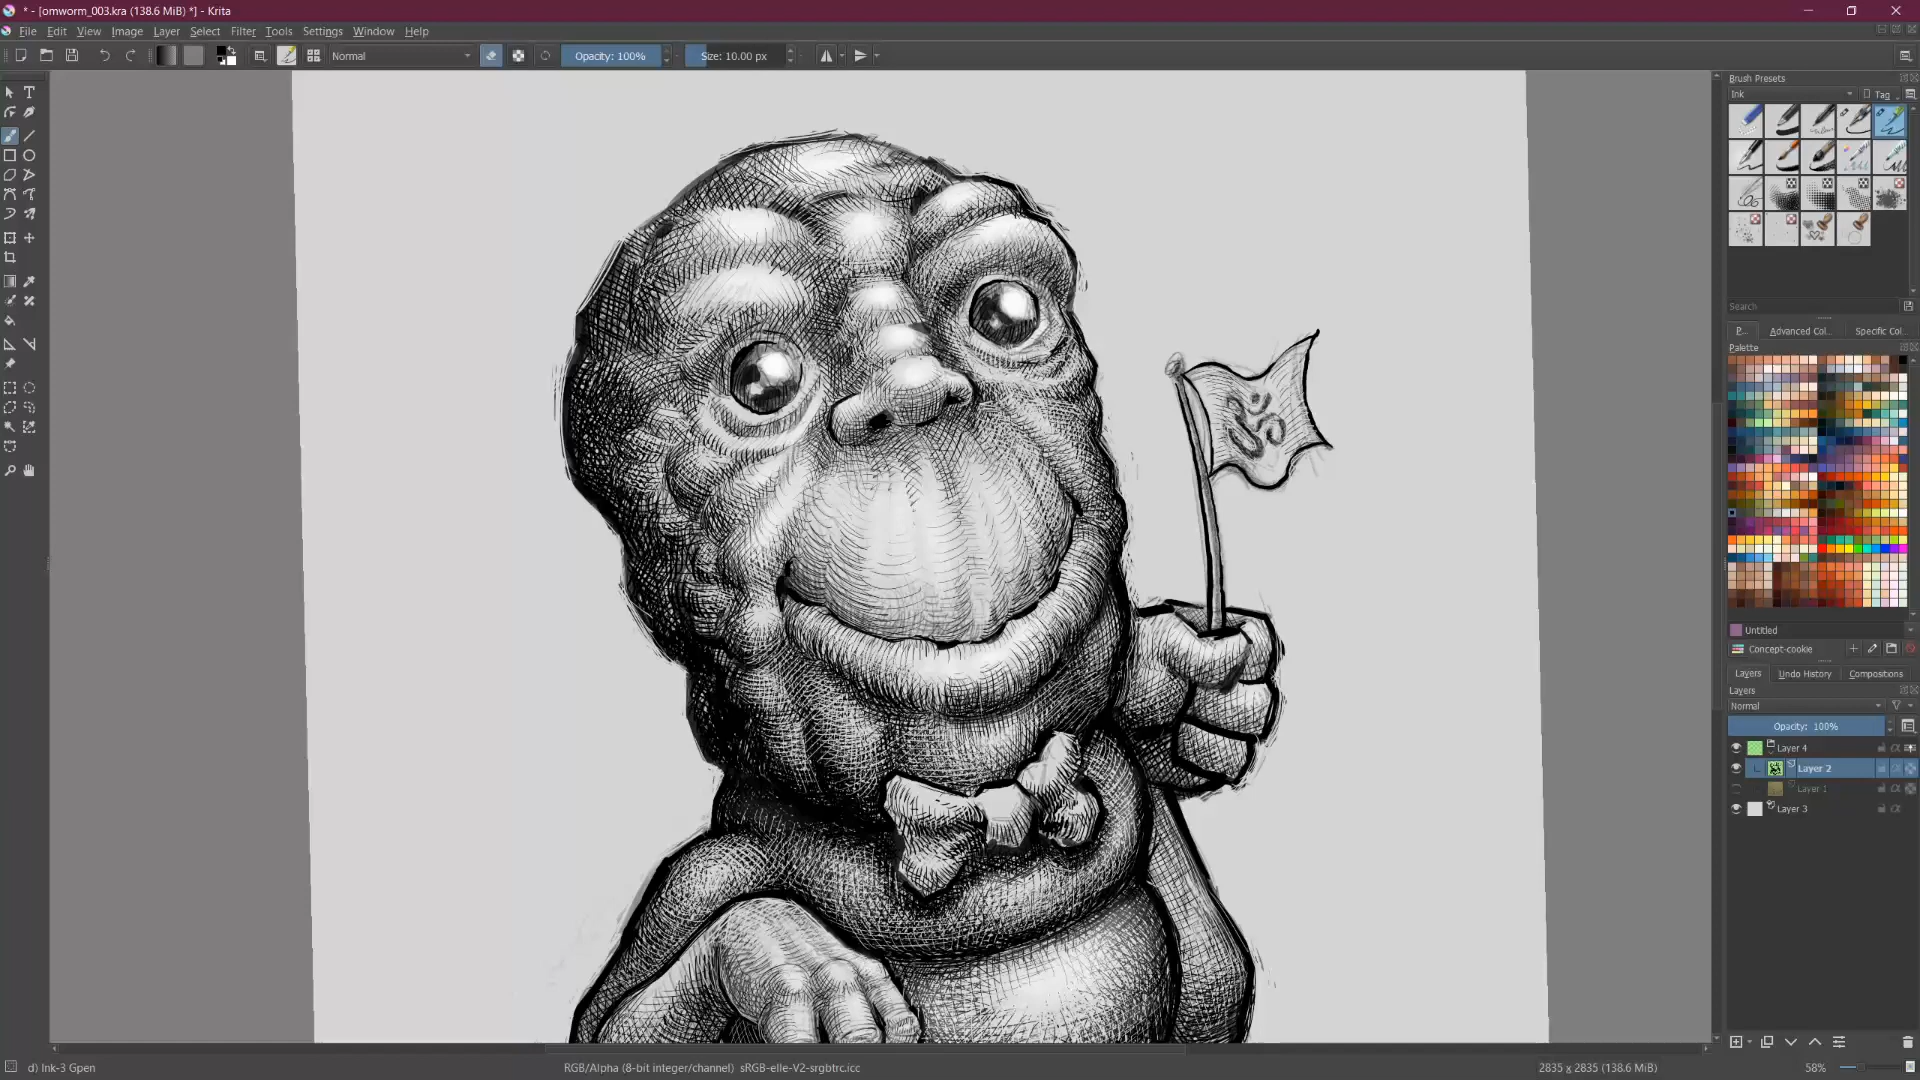 * - [omworm_003.kra (138.6 MiB) *] - Krita
File Edit View Image Layer Select Filter Tools Settings Window Help
Normal
Opacity: 100%
Size: 10.00 px
ॐ
Brush Presets
Ink
Tag
Search
P... Advanced Col... Specific Col...
Palette
Untitled
Concept-cookie
Layers Undo History Compositions
Layers
Normal
Opacity: 100%
Layer 4
Layer 2
Layer 1
Layer 3
d) Ink-3 Gpen
RGB/Alpha (8-bit integer/channel) sRGB-elle-V2-srgbtrc.icc
2835 x 2835 (138.6 MiB)
58%